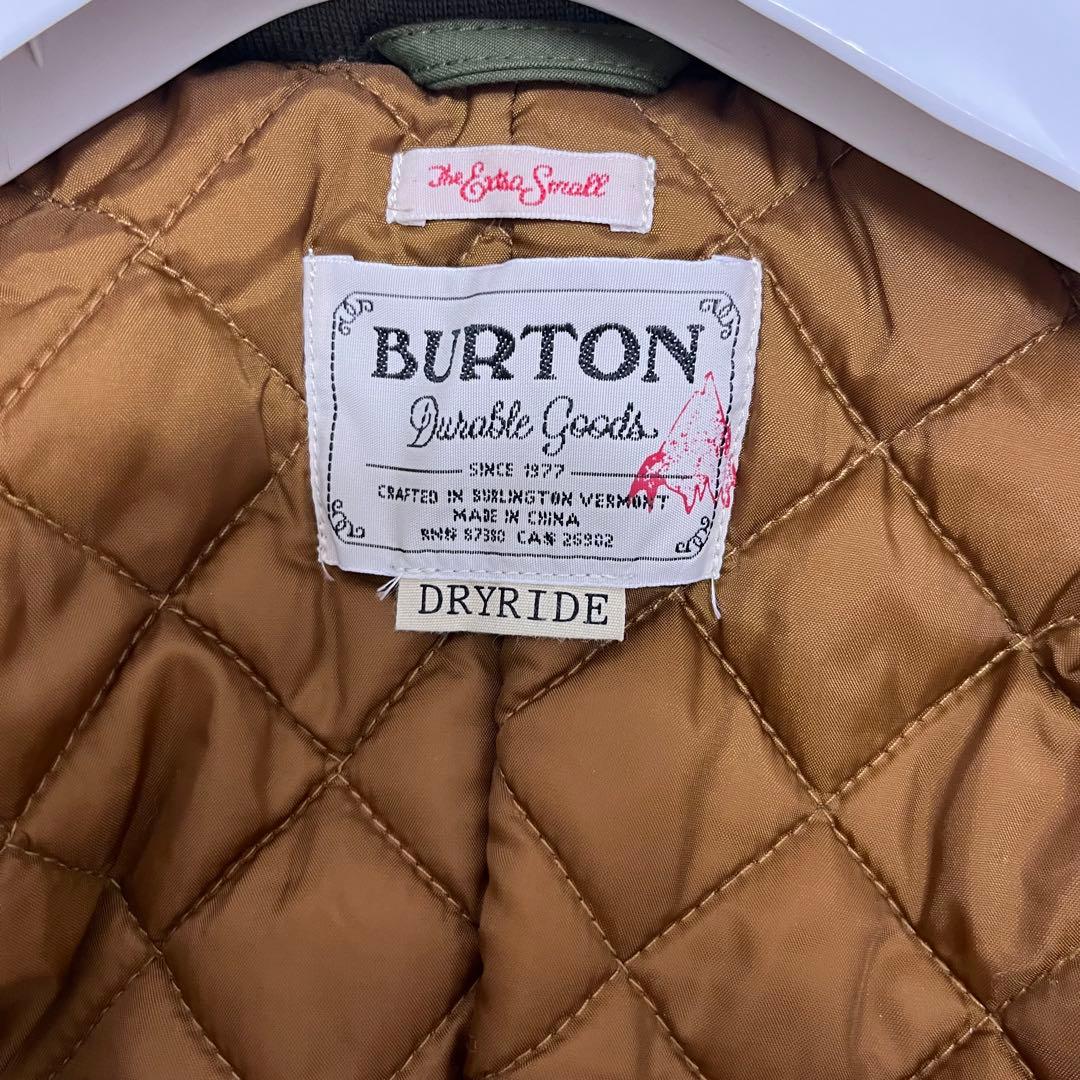 The Extra Small
BURTON
Durable Goods
SINCE 1977
CRAFTED IN BURLINGTON VERMONT
MADE IN CHINA
RN# 87380 CA# 26902
DRYRIDE